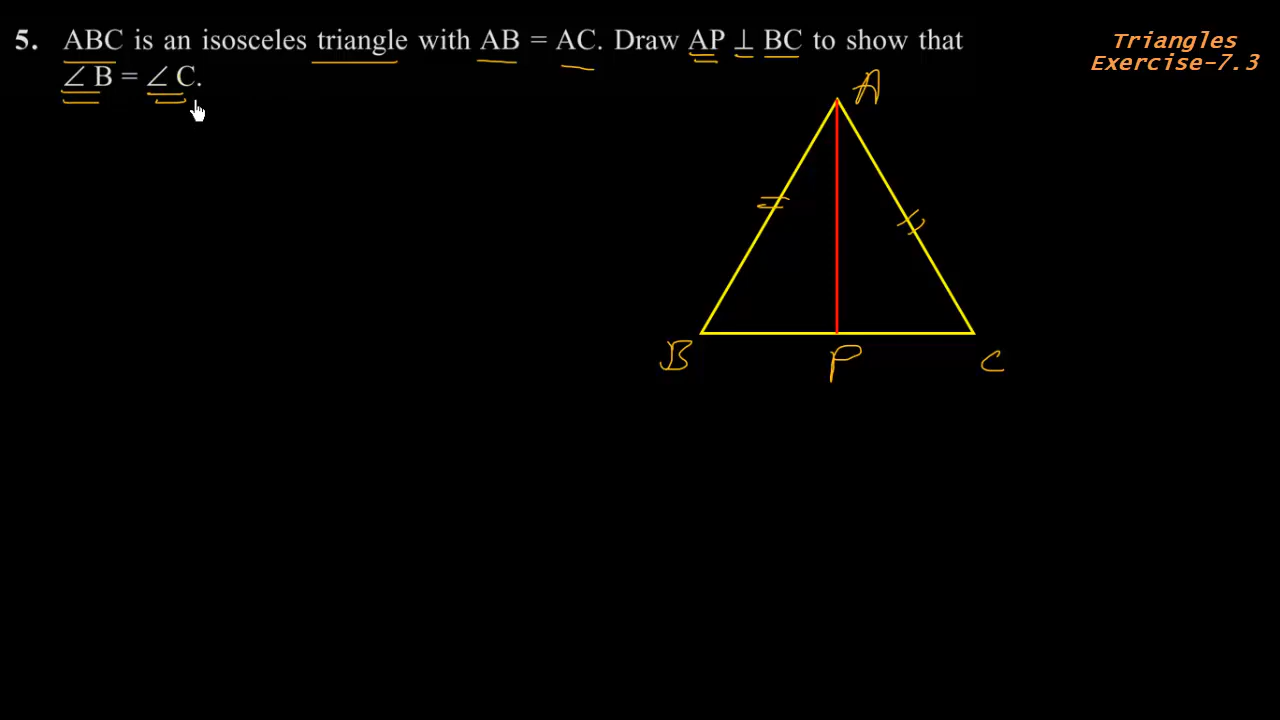 5. ABC is an isosceles triangle with AB = AC. Draw AP ⊥ BC to show that
∠ B = ∠ C.
Triangles
Exercise-7.3
A
B
P
C